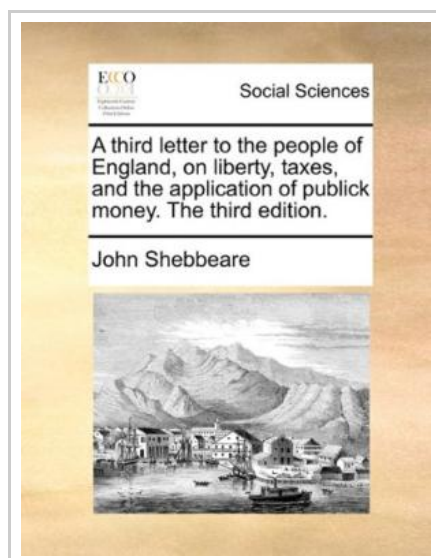 ECCO
Social Sciences
A third letter to the people of
England, on liberty, taxes,
and the application of publick
money. The third edition.
John Shebbeare